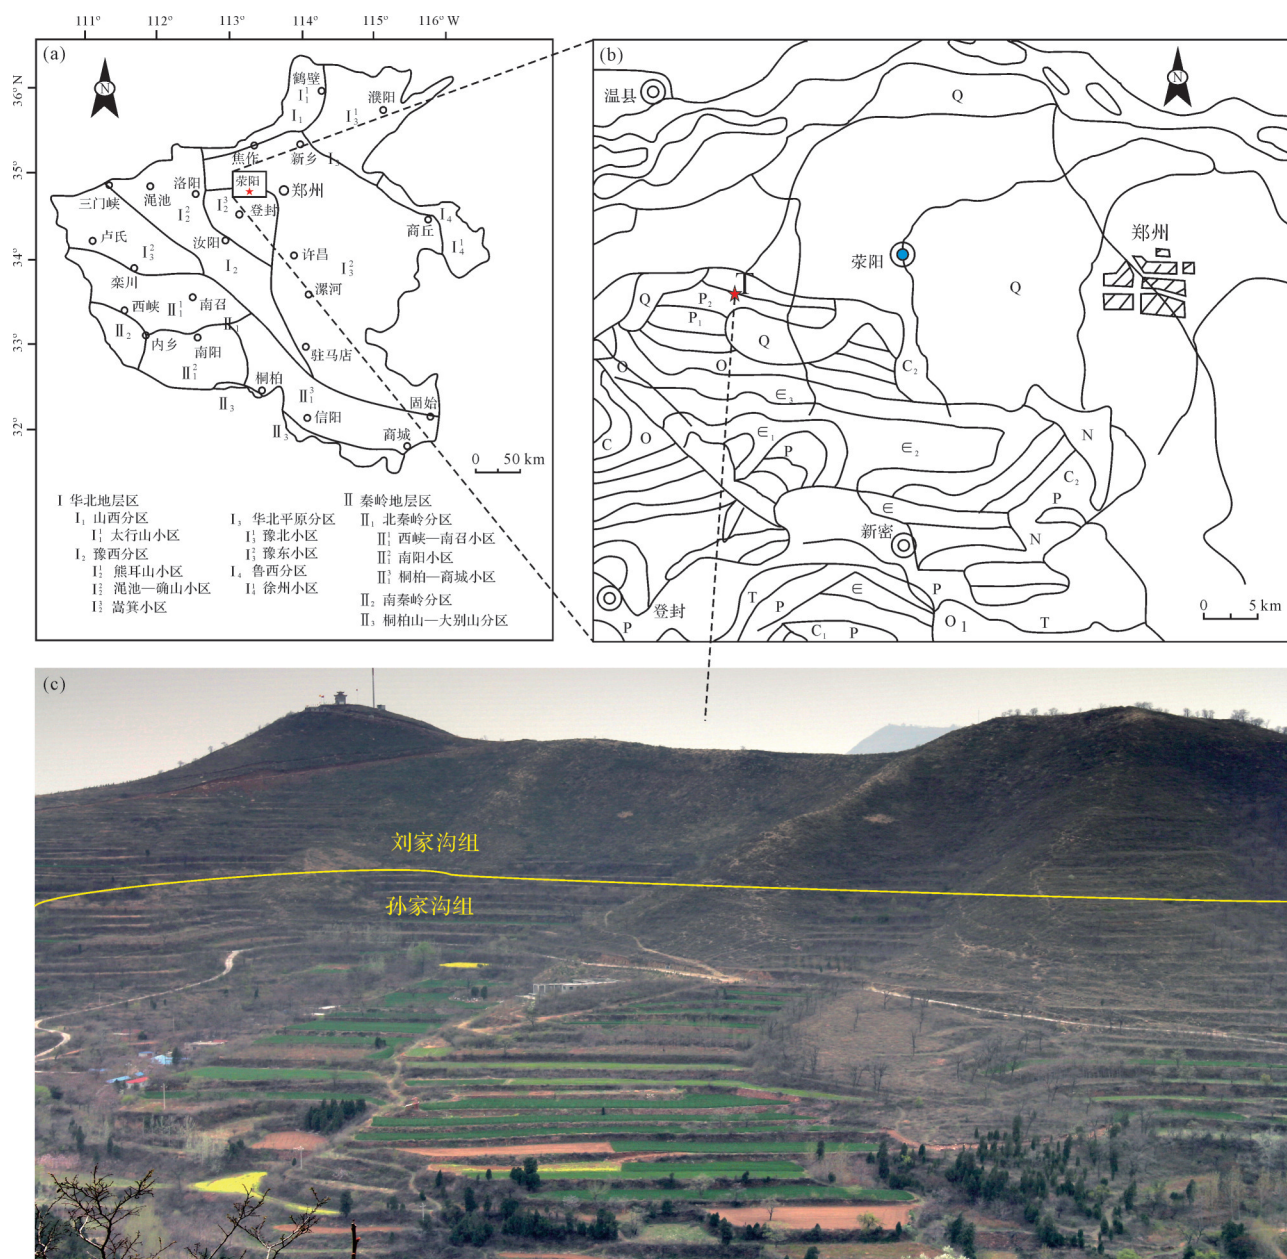 111° 112° 113° 114° 115° 116° W
36° N
35°
34°
33°
32°
(a)
N
鹤壁
I₁¹
I₁
濮阳
I₃¹
焦作
新乡
I₃
荥阳
郑州
洛阳
渑池
三门峡
I₂²
I₂³
登封
I₄
商丘
I₄¹
卢氏
汝阳
许昌
I₃²
I₂
栾川
漯河
西峡
南召
II₁¹
II₁
II₂
内乡
南阳
驻马店
II₁²
桐柏
II₁³
固始
II₃
信阳
II₃
商城
0 50 km
I 华北地层区
I₁ 山西分区
I₁¹ 太行山小区
I₂ 豫西分区
I₂¹ 熊耳山小区
I₂² 渑池—确山小区
I₂³ 嵩箕小区
I₃ 华北平原分区
I₃¹ 豫北小区
I₃² 豫东小区
I₄ 鲁西分区
I₄¹ 徐州小区
II 秦岭地层区
II₁ 北秦岭分区
II₁¹ 西峡—南召小区
II₁² 南阳小区
II₁³ 桐柏—商城小区
II₂ 南秦岭分区
II₃ 桐柏山—大别山分区
(b)
温县
Q
N
郑州
荥阳
T
Q
P₂
P₁
Q
Q
O
O
C₂
∈₃
∈₁
∈₂
C
O
P
N
C₂
P
N
新密
∈
登封
P
T
P
∈
P
C₁
P
O₁
T
0 5 km
(c)
刘家沟组
孙家沟组